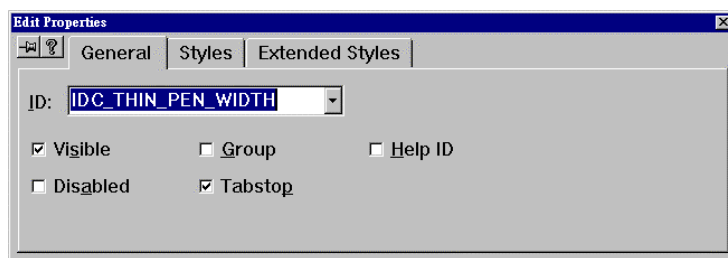 Edit Properties
? General Styles Extended Styles
ID: IDC_THIN_PEN_WIDTH
Visible Group Help ID
Disabled Tabstop